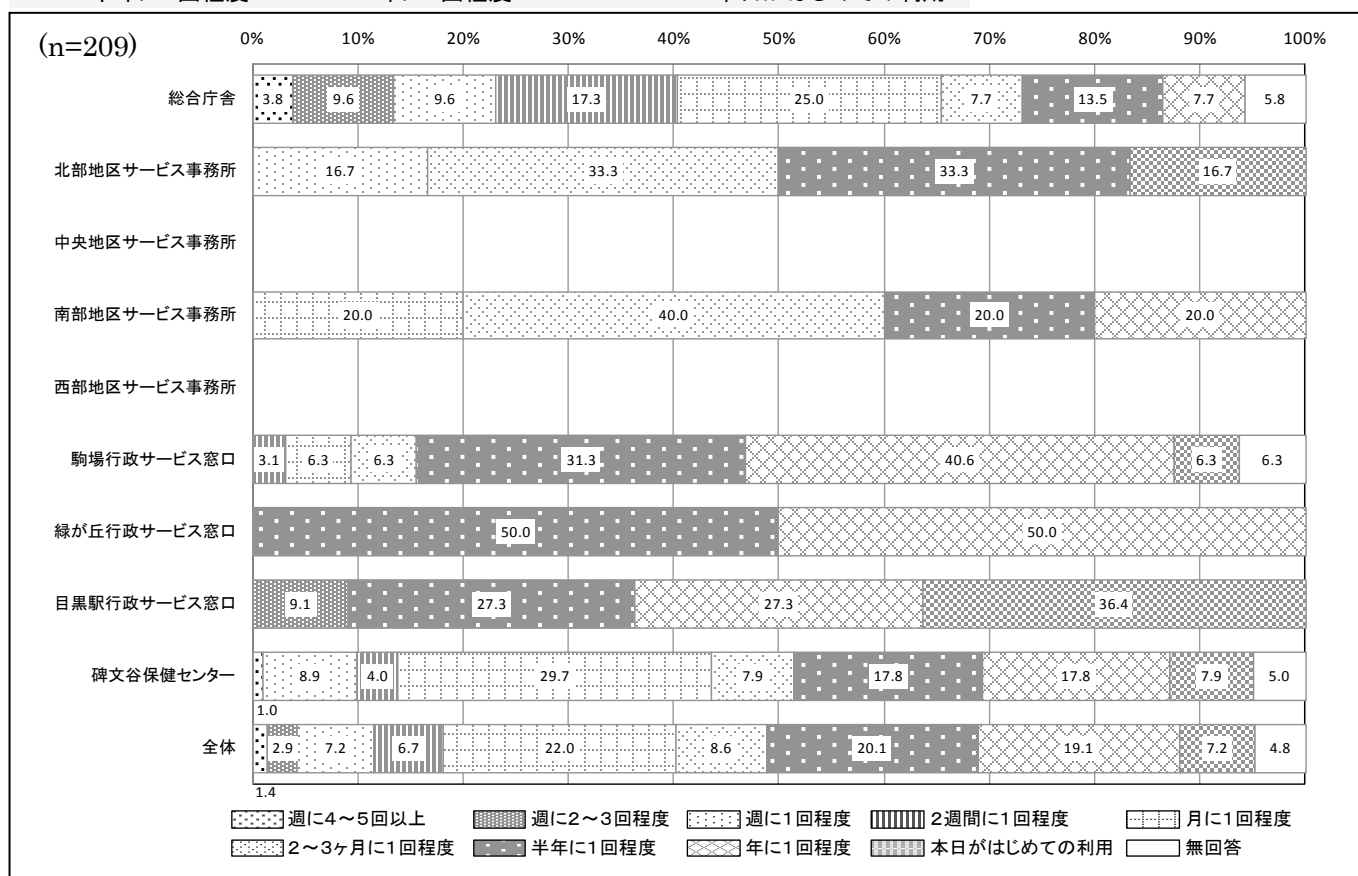 (n=209)
0% 10% 20% 30% 40% 50% 60% 70% 80% 90% 100%
総合庁舎 3.8 9.6 9.6 17.3 25.0 7.7 13.5 7.7 5.8
北部地区サービス事務所 16.7 33.3 33.3 16.7
中央地区サービス事務所
南部地区サービス事務所 20.0 40.0 20.0 20.0
西部地区サービス事務所
駒場行政サービス窓口 3.1 6.3 6.3 31.3 40.6 6.3 6.3
緑が丘行政サービス窓口 50.0 50.0
目黒駅行政サービス窓口 9.1 27.3 27.3 36.4
碑文谷保健センター 8.9 4.0 29.7 7.9 17.8 17.8 7.9 5.0
1.0
全体 2.9 7.2 6.7 22.0 8.6 20.1 19.1 7.2 4.8
1.4
週に4～5回以上 週に2～3回程度 週に1回程度 2週間に1回程度 月に1回程度
2～3ヶ月に1回程度 半年に1回程度 年に1回程度 本日がはじめての利用 無回答